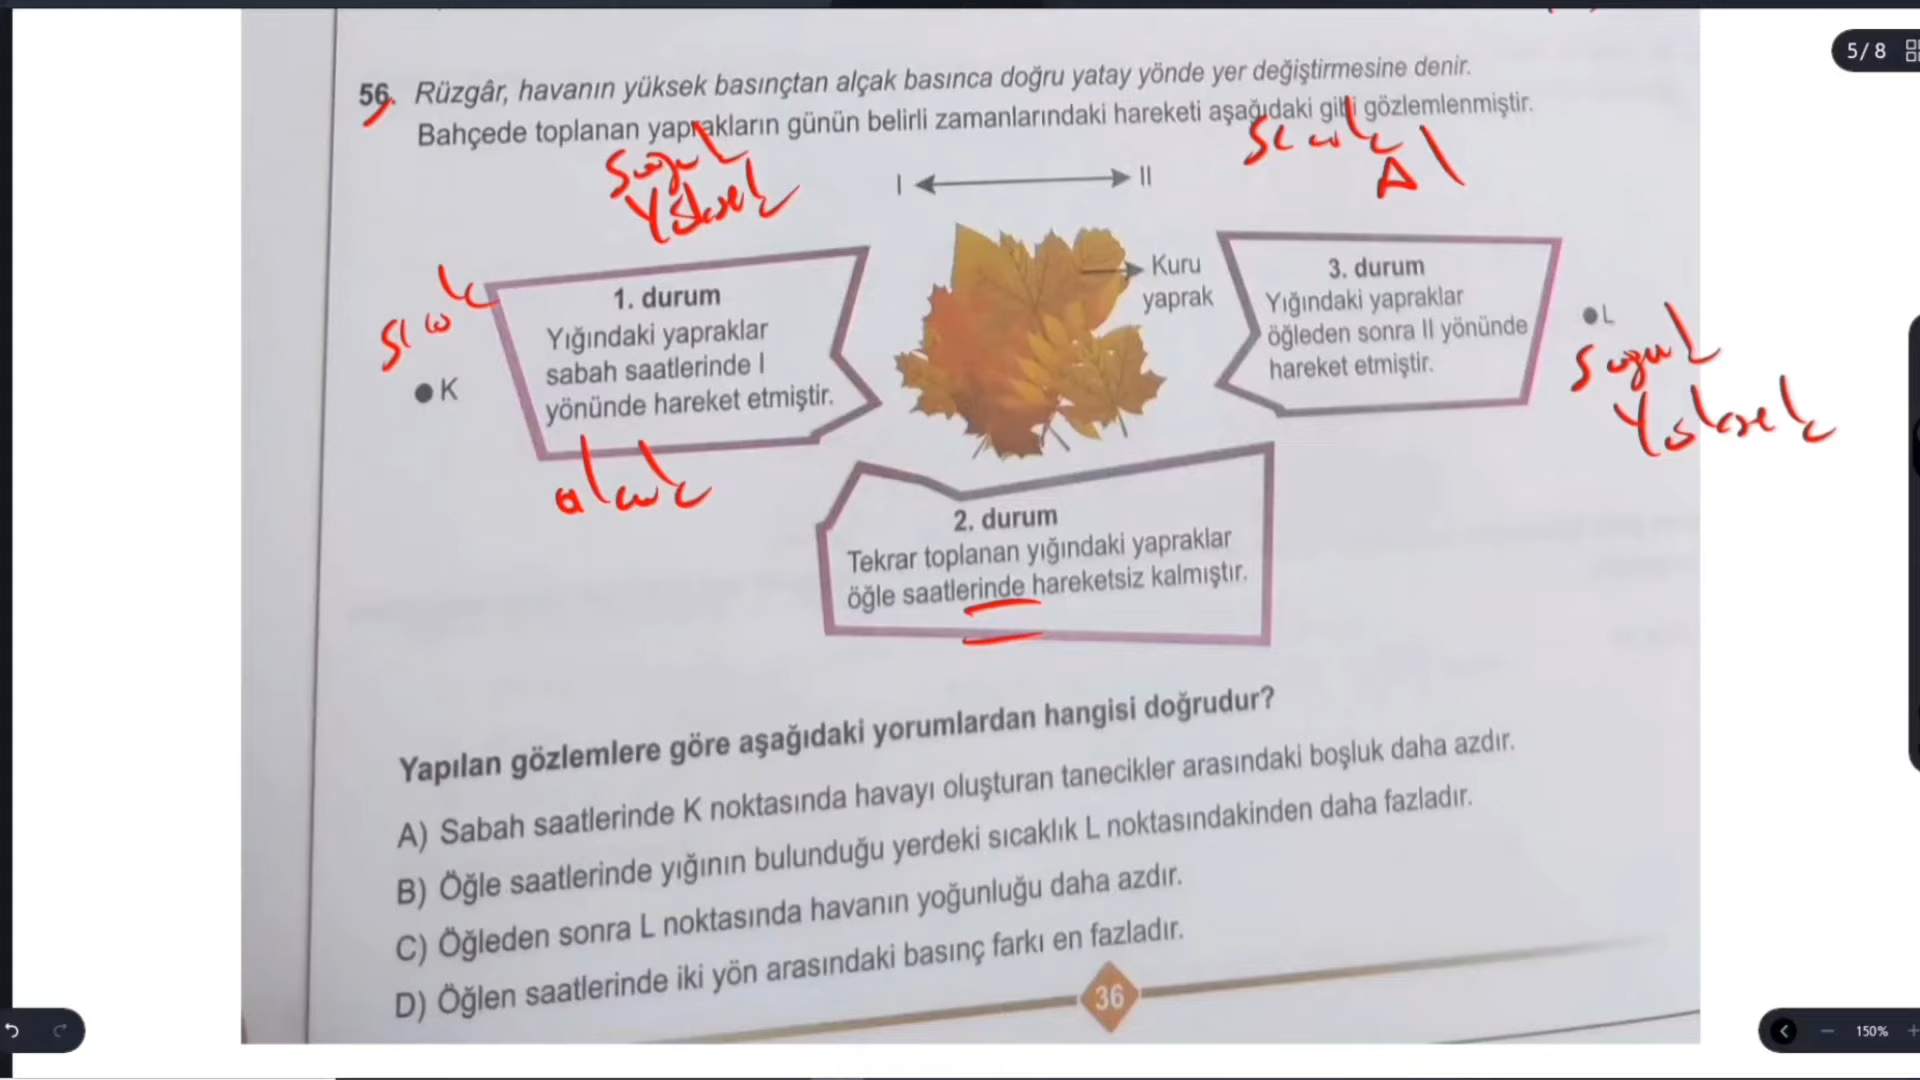 5/ 8
56. Rüzgâr, havanın yüksek basınçtan alçak basınca doğru yatay yönde yer değiştirmesine denir.
Bahçede toplanan yaprakların günün belirli zamanlarındaki hareketi aşağıdaki gibi gözlemlenmiştir.
Soğuk
Yüksek
Sıcak
Al
I II
Kuru
yaprak
Sıcak
K
1. durum
Yığındaki yapraklar
sabah saatlerinde I
yönünde hareket etmiştir.
alçak
3. durum
Yığındaki yapraklar
öğleden sonra II yönünde
hareket etmiştir.
L
Soğuk
Yüksek
2. durum
Tekrar toplanan yığındaki yapraklar
öğle saatlerinde hareketsiz kalmıştır.
Yapılan gözlemlere göre aşağıdaki yorumlardan hangisi doğrudur?
A) Sabah saatlerinde K noktasında havayı oluşturan tanecikler arasındaki boşluk daha azdır.
B) Öğle saatlerinde yığının bulunduğu yerdeki sıcaklık L noktasındakinden daha fazladır.
C) Öğleden sonra L noktasında havanın yoğunluğu daha azdır.
D) Öğlen saatlerinde iki yön arasındaki basınç farkı en fazladır.
36
150%